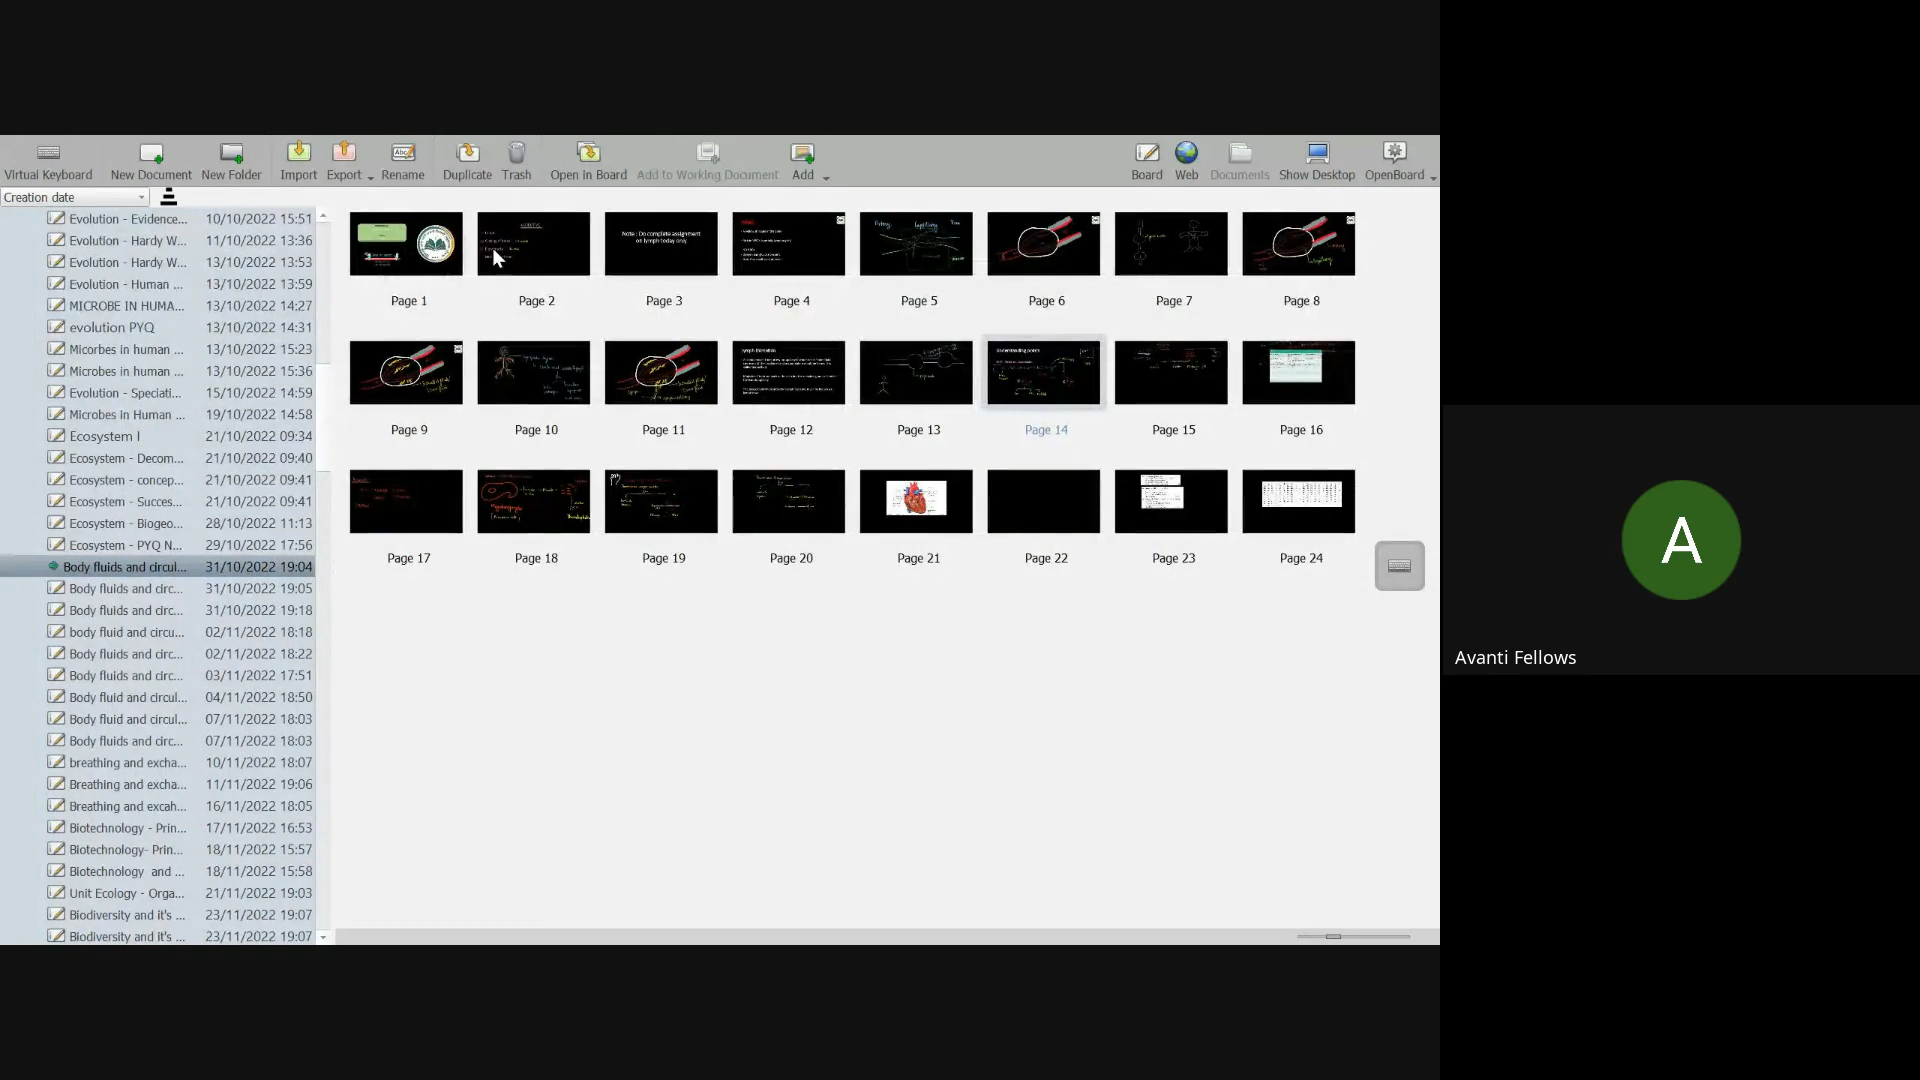 Virtual Keyboard
New Document
New Folder
Import
Export
Rename
Duplicate
Trash
Open in Board
Add to Working Document
Add
Board
Web
Documents
Show Desktop
OpenBoard
Creation date
Evolution - Evidence... 10/10/2022 15:51
Evolution - Hardy W... 11/10/2022 13:36
Evolution - Hardy W... 13/10/2022 13:53
Evolution - Human ... 13/10/2022 13:59
MICROBE IN HUMA... 13/10/2022 14:27
evolution PYQ 13/10/2022 14:31
Micorbes in human ... 13/10/2022 15:23
Microbes in human ... 13/10/2022 15:36
Evolution - Speciati... 15/10/2022 14:59
Microbes in Human ... 19/10/2022 14:58
Ecosystem I 21/10/2022 09:34
Ecosystem - Decom... 21/10/2022 09:40
Ecosystem - concep... 21/10/2022 09:41
Ecosystem - Succes... 21/10/2022 09:41
Ecosystem - Biogeo... 28/10/2022 11:13
Ecosystem - PYQ N... 29/10/2022 17:56
Body fluids and circul... 31/10/2022 19:04
Body fluids and circ... 31/10/2022 19:05
Body fluids and circ... 31/10/2022 19:18
body fluid and circu... 02/11/2022 18:18
Body fluids and circ... 02/11/2022 18:22
Body fluids and circ... 03/11/2022 17:51
Body fluid and circul... 04/11/2022 18:50
Body fluid and circul... 07/11/2022 18:03
Body fluids and circ... 07/11/2022 18:03
breathing and excha... 10/11/2022 18:07
Breathing and excha... 11/11/2022 19:06
Breathing and excah... 16/11/2022 18:05
Biotechnology - Prin... 17/11/2022 16:53
Biotechnology- Prin... 18/11/2022 15:57
Biotechnology and ... 18/11/2022 15:58
Unit Ecology - Orga... 21/11/2022 19:03
Biodiversity and it's ... 23/11/2022 19:07
Biodiversity and it's ... 23/11/2022 19:07
Note : Do complete assignment
on lymph today only
Artery Capillary
Page 1
Page 2
Page 3
Page 4
Page 5
Page 6
Page 7
Page 8
lymph formation
Understanding points
Page 9
Page 10
Page 11
Page 12
Page 13
Page 14
Page 15
Page 16
Page 17
Page 18
Page 19
Page 20
Page 21
Page 22
Page 23
Page 24
A
Avanti Fellows